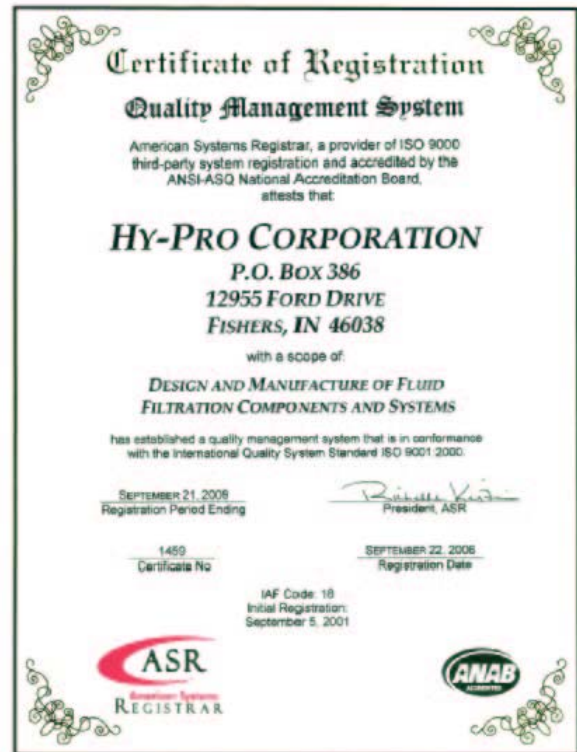 Certificate of Registration
Quality Management System
American Systems Registrar, a provider of ISO 9000
third-party system registration and accredited by the
ANSI-ASQ National Accreditation Board,
attests that:
HY-PRO CORPORATION
P.O. BOX 386
12955 FORD DRIVE
FISHERS, IN 46038
with a scope of:
DESIGN AND MANUFACTURE OF FLUID
FILTRATION COMPONENTS AND SYSTEMS
has established a quality management system that is in conformance
with the International Quality System Standard ISO 9001:2000.
SEPTEMBER 21, 2009
Registration Period Ending
President, ASR
1459
Certificate No
SEPTEMBER 22, 2006
Registration Date
IAF Code: 18
Initial Registration:
September 5, 2001
ASR
American Systems
REGISTRAR
ANAB
ACCREDITED